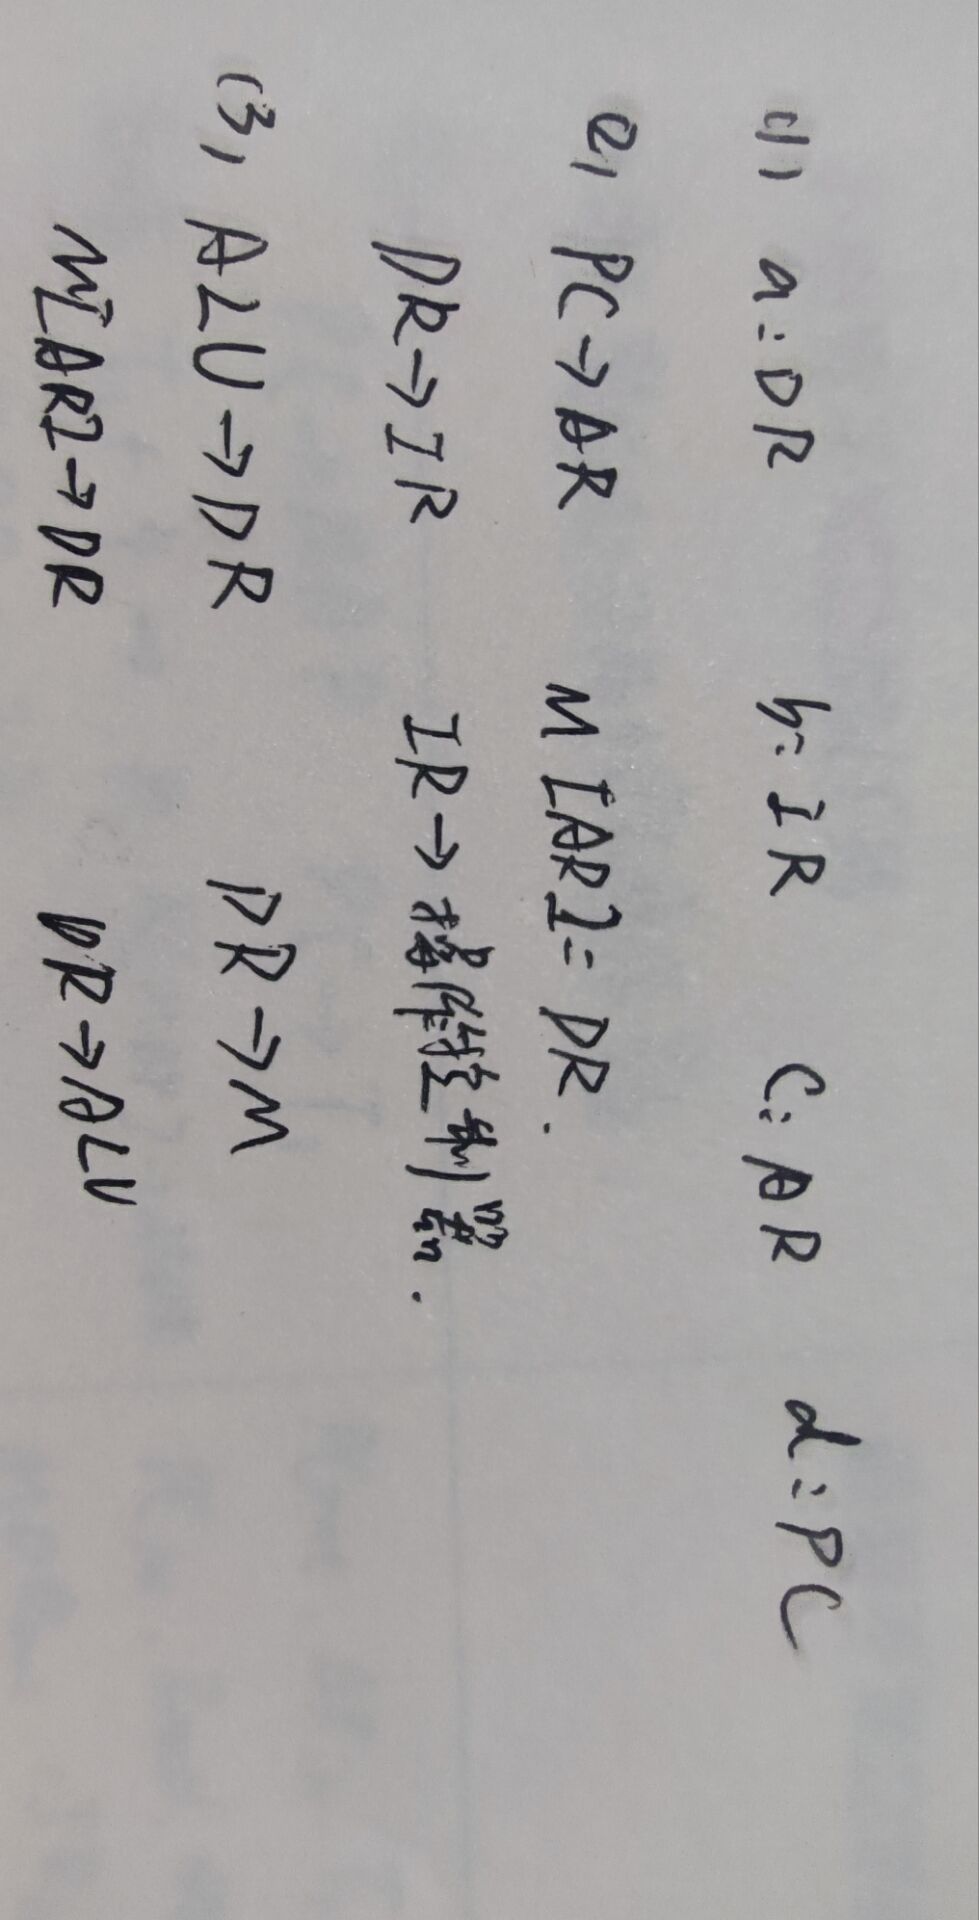 (1) a:DR b:IR C:AR d:PC
(2) PC→AR M[AR]=DR.
DR→IR IR→操作控制器.
(3) ALU→DR DR→M
M[AR]→DR DR→ALU